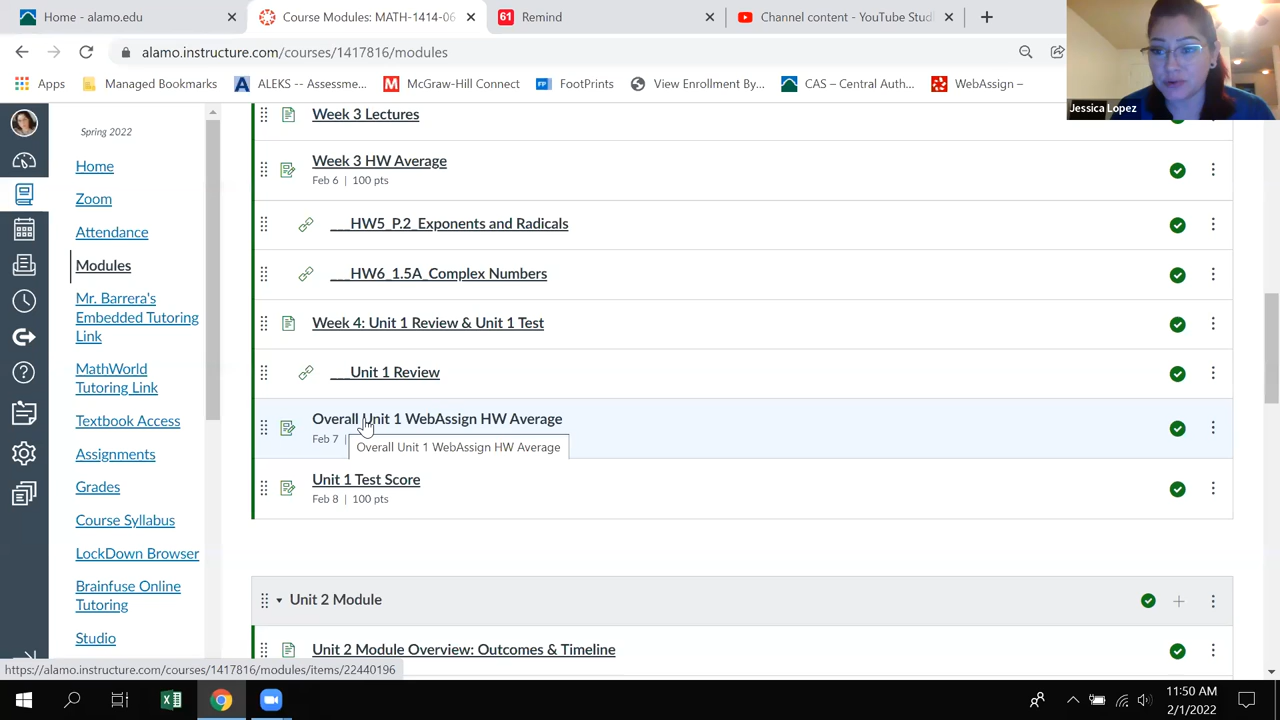 Home - alamo.edu
Course Modules: MATH-1414-06
61
Remind
Channel content - YouTube Stud
alamo.instructure.com/courses/1417816/modules
Apps
Managed Bookmarks
ALEKS -- Assessme...
McGraw-Hill Connect
FootPrints
View Enrollment By...
CAS – Central Auth...
WebAssign –
Jessica Lopez
Spring 2022
Home
Zoom
Attendance
Modules
Mr. Barrera's
Embedded Tutoring
Link
MathWorld
Tutoring Link
Textbook Access
Assignments
Grades
Course Syllabus
LockDown Browser
Brainfuse Online
Tutoring
Studio
Week 3 Lectures
Week 3 HW Average
Feb 6 | 100 pts
___HW5_P.2_Exponents and Radicals
___HW6_1.5A_Complex Numbers
Week 4: Unit 1 Review & Unit 1 Test
___Unit 1 Review
Overall Unit 1 WebAssign HW Average
Feb 7 |
Overall Unit 1 WebAssign HW Average
Unit 1 Test Score
Feb 8 | 100 pts
Unit 2 Module
Unit 2 Module Overview: Outcomes & Timeline
https://alamo.instructure.com/courses/1417816/modules/items/22440196
11:50 AM
2/1/2022